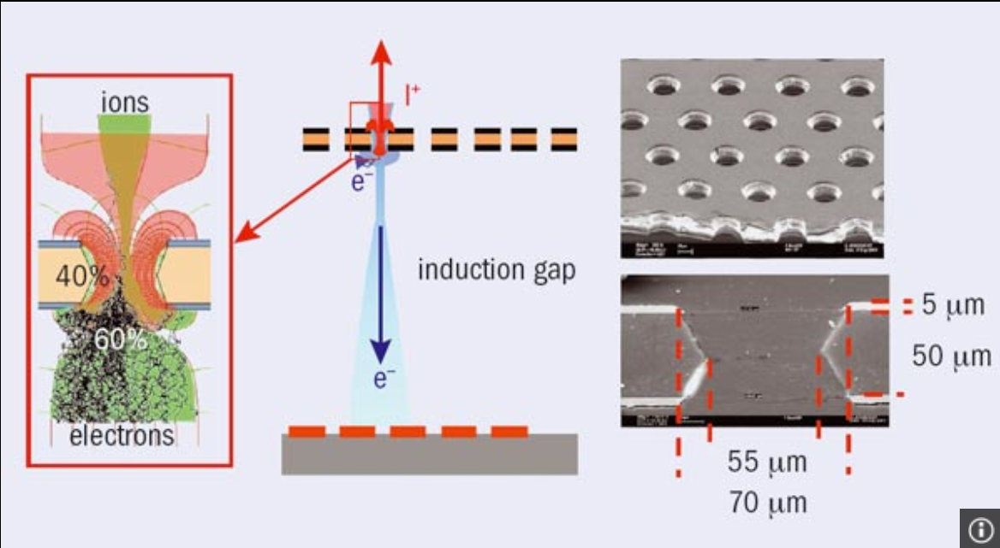 ions
I⁺
e⁻
40%
60%
electrons
induction gap
e⁻
5 μm
50 μm
55 μm
70 μm